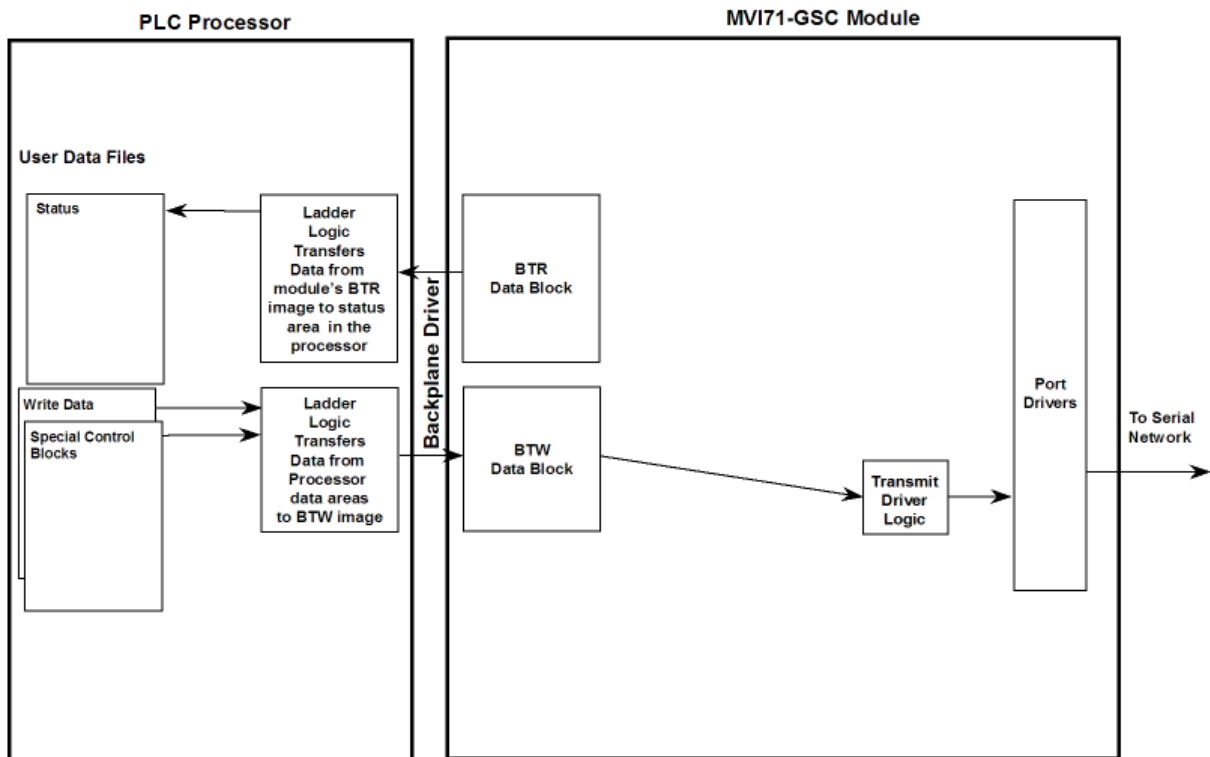 PLC Processor
MVI71-GSC Module
User Data Files
Status
Ladder
Logic
Transfers
Data from
module's BTR
image to status
area in the
processor
BTR
Data Block
Backplane Driver
Port
Drivers
Write Data
Special Control
Blocks
Ladder
Logic
Transfers
Data from
Processor
data areas
to BTW image
BTW
Data Block
Transmit
Driver
Logic
To Serial
Network